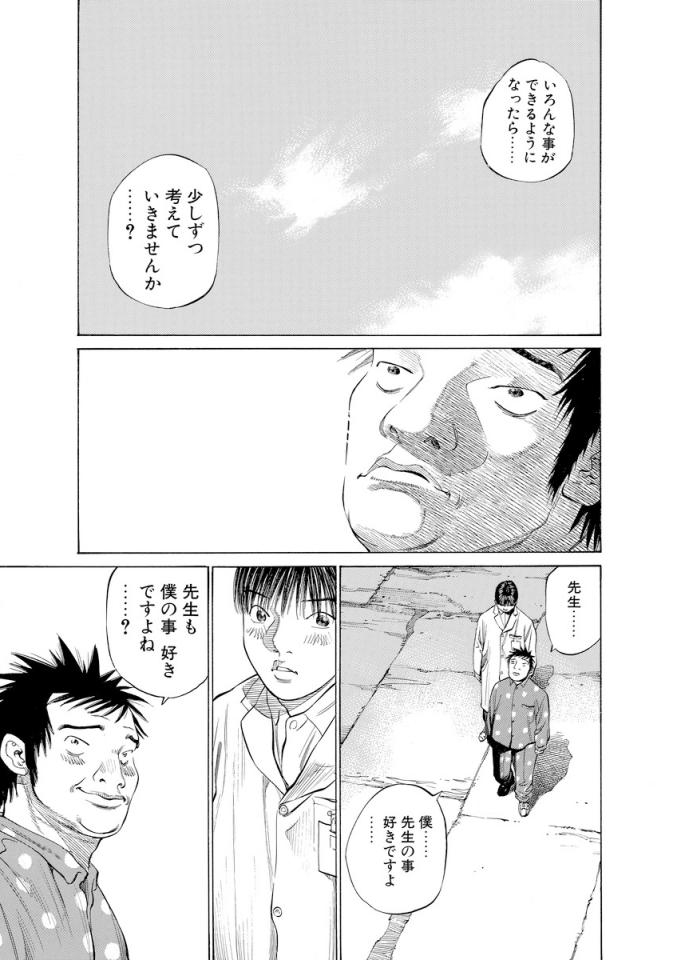 いろんな事が
できるように
なったら……
少しずつ
考えて
いきませんか
……？
先生……
僕……
先生の事
好きですよ
……
先生も
僕の事 好き
ですよね
……？